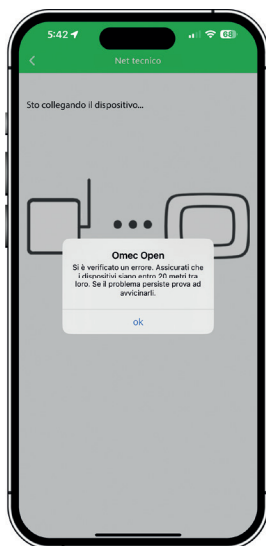 5:42 68
Net tecnico
Sto collegando il dispositivo...
Omec Open
Si è verificato un errore. Assicurati che
i dispositivi siano entro 20 metri tra
loro. Se il problema persiste prova ad
avvicinarli.
ok